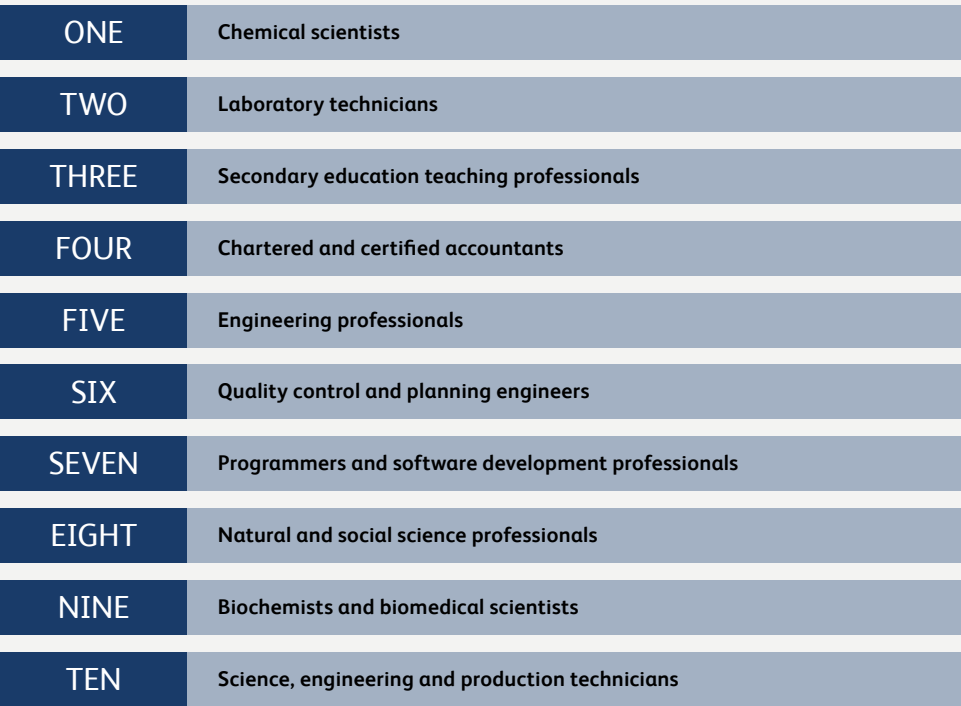 ONE Chemical scientists
TWO Laboratory technicians
THREE Secondary education teaching professionals
FOUR Chartered and certified accountants
FIVE Engineering professionals
SIX Quality control and planning engineers
SEVEN Programmers and software development professionals
EIGHT Natural and social science professionals
NINE Biochemists and biomedical scientists
TEN Science, engineering and production technicians